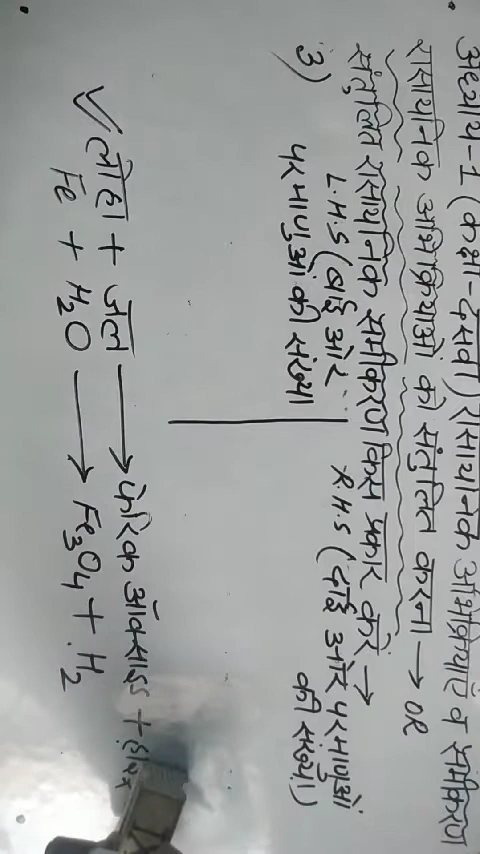 अध्याय-1 (कक्षा-दसवीं) रासायनिक अभिक्रियाएँ व समीकरण
रासायनिक अभिक्रियाओं को संतुलित करना → OR
संतुलित रासायनिक समीकरण किस प्रकार करें →
3) L.H.S (बाईं ओर R.H.S (दाईं ओर परमाणुओं
परमाणुओं की संख्या की संख्या)
✓ लोहा + जल → फेरिक ऑक्साइड +
Fe + H₂O → Fe₃O₄ + H₂